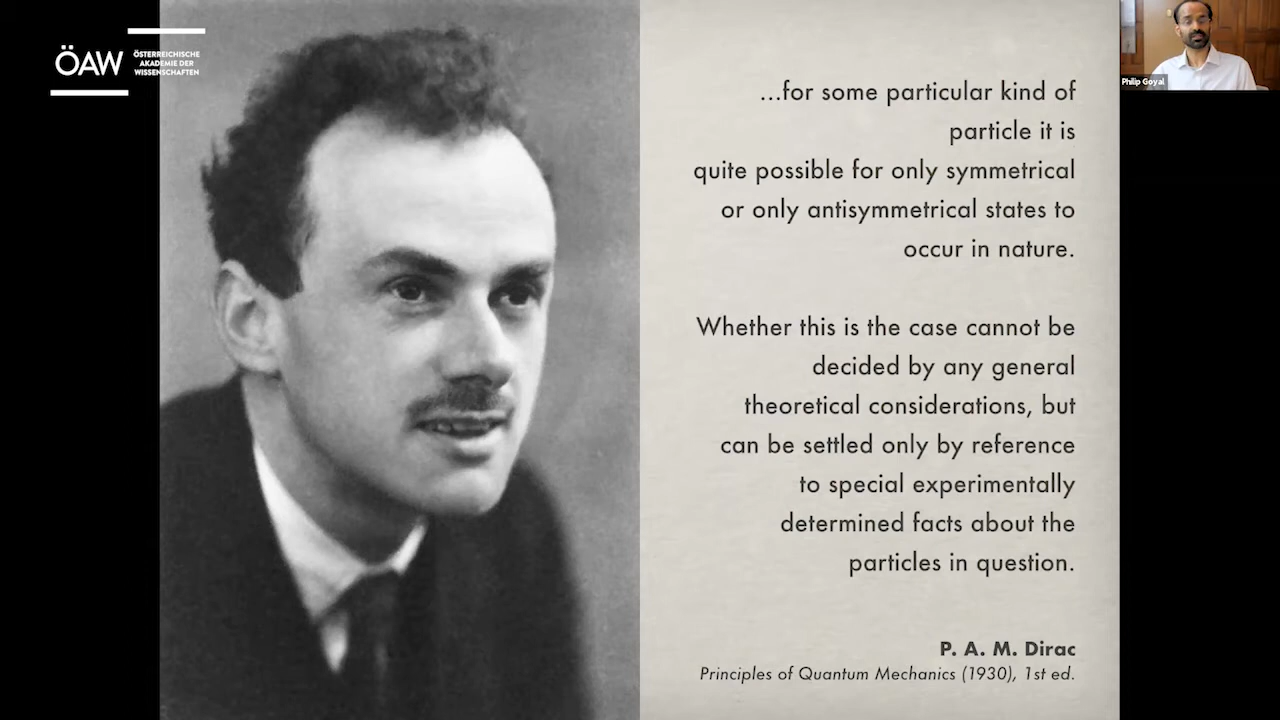 ÖAW
ÖSTERREICHISCHE
AKADEMIE DER
WISSENSCHAFTEN
...for some particular kind of
particle it is
quite possible for only symmetrical
or only antisymmetrical states to
occur in nature.
Whether this is the case cannot be
decided by any general
theoretical considerations, but
can be settled only by reference
to special experimentally
determined facts about the
particles in question.
P. A. M. Dirac
Principles of Quantum Mechanics (1930), 1st ed.
Philip Goyal